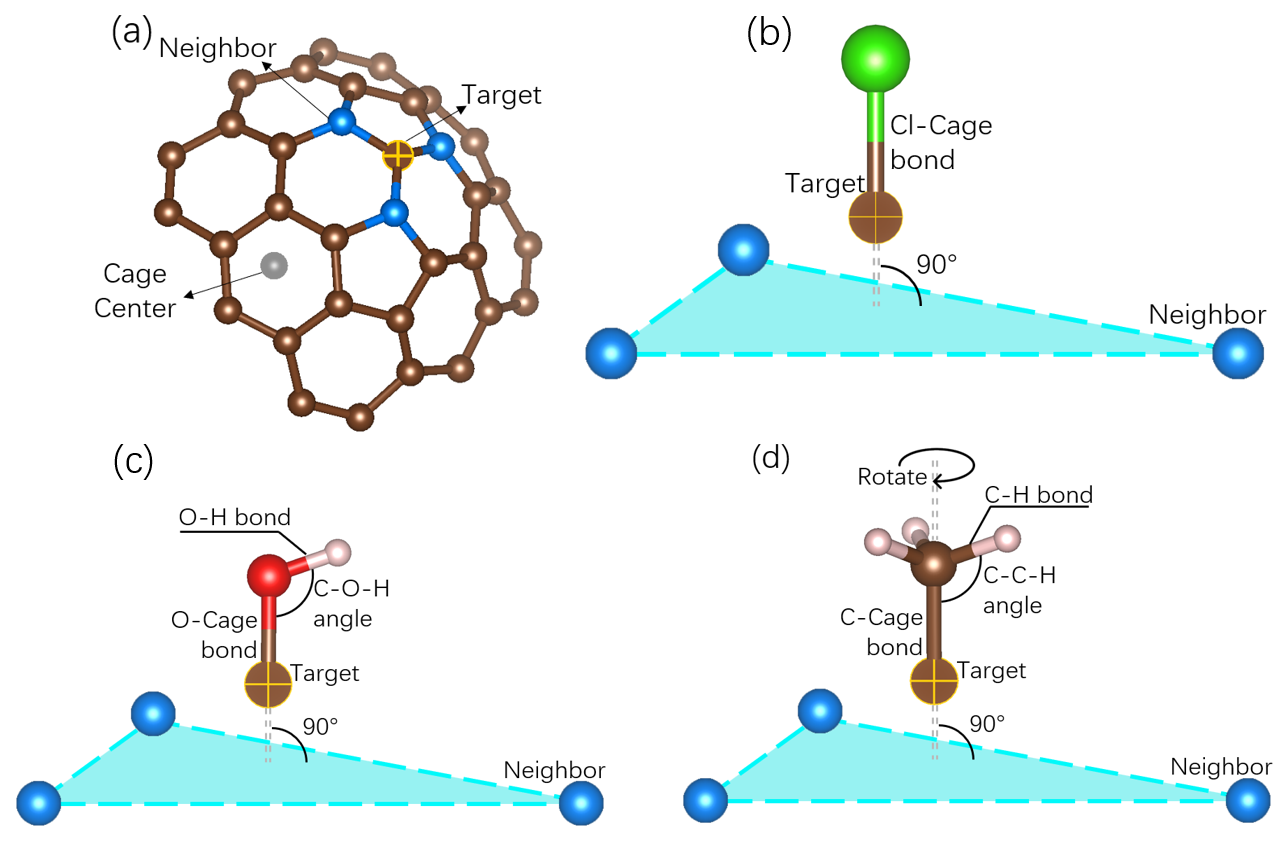 (a)
Neighbor
Target
Cage
Center
(b)
Cl-Cage
bond
Target
90°
Neighbor
(c)
O-H bond
C-O-H
angle
O-Cage
bond
Target
90°
Neighbor
(d)
Rotate
C-H bond
C-C-H
angle
C-Cage
bond
Target
90°
Neighbor